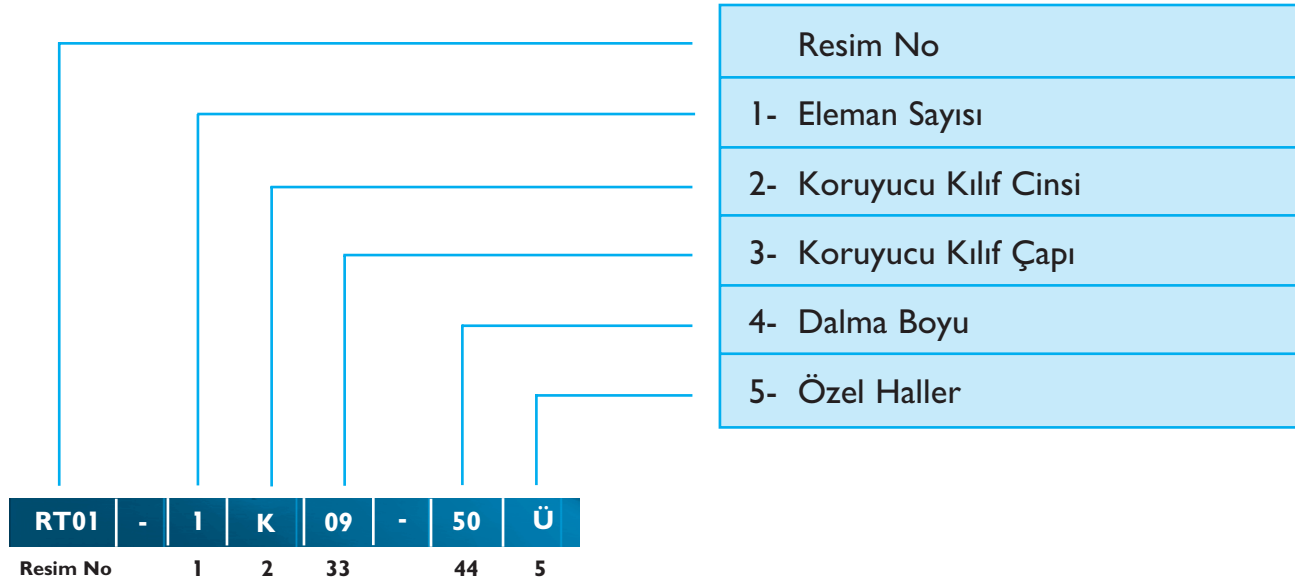 Resim No
1- Eleman Sayısı
2- Koruyucu Kılıf Cinsi
3- Koruyucu Kılıf Çapı
4- Dalma Boyu
5- Özel Haller
RT01 - 1 K 09 - 50 Ü
Resim No 1 2 33 44 5